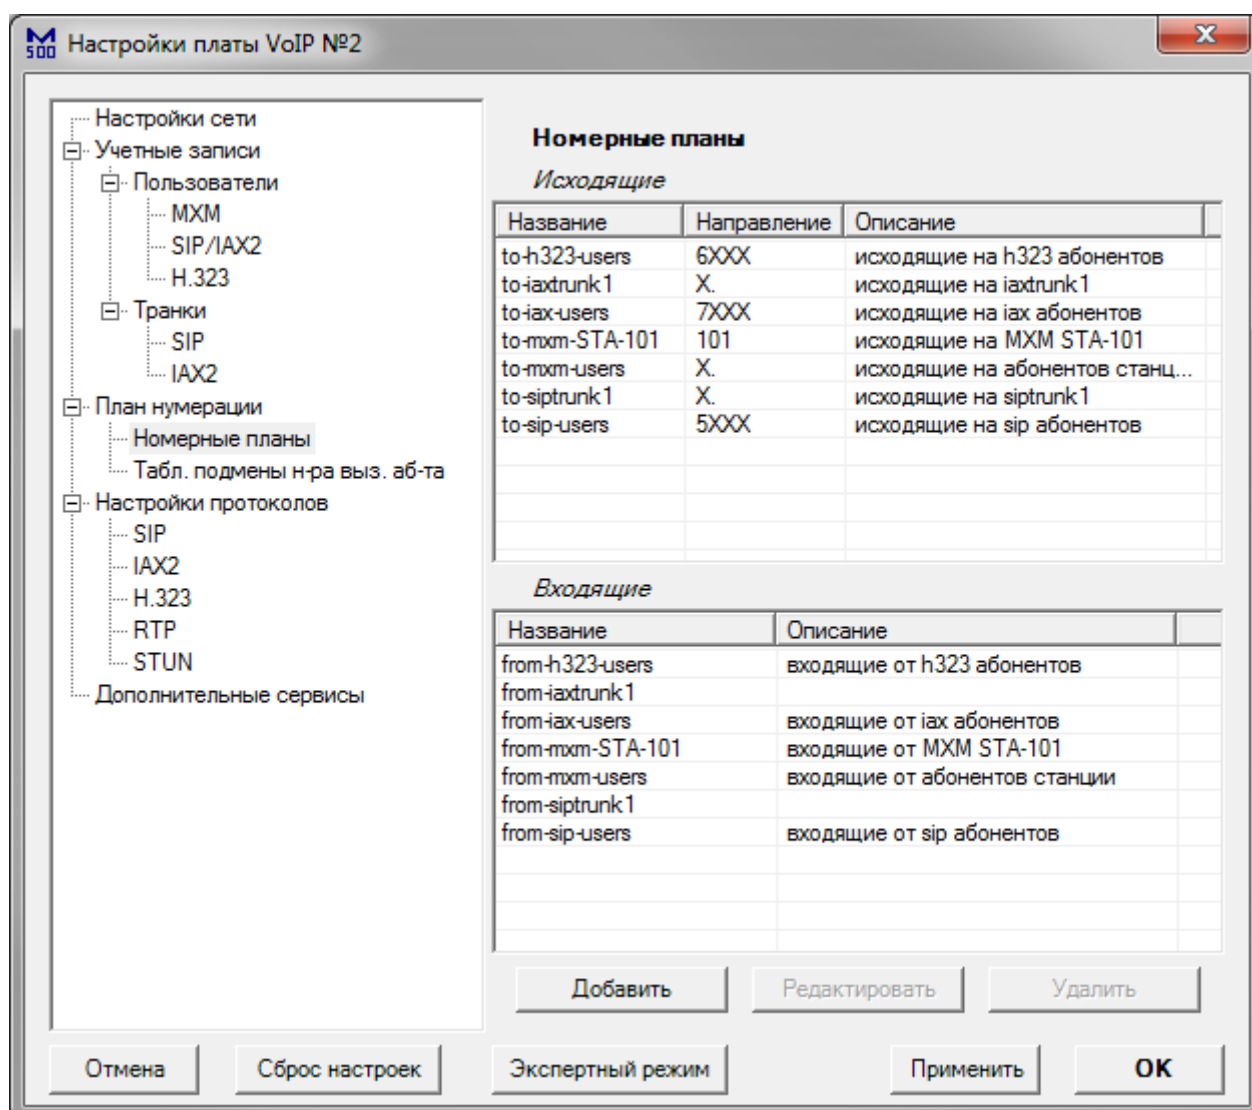 M 500 Настройки платы VoIP №2
Настройки сети
Учетные записи
Пользователи
MXM
SIP/IAX2
H.323
Транки
SIP
IAX2
План нумерации
Номерные планы
Табл. подмены н-ра выз. аб-та
Настройки протоколов
SIP
IAX2
H.323
RTP
STUN
Дополнительные сервисы
Номерные планы
Исходящие
Название Направление Описание
to-h323-users 6XXX исходящие на h323 абонентов
to-iaxtrunk1 X. исходящие на iaxtrunk1
to-iax-users 7XXX исходящие на iax абонентов
to-mxm-STA-101 101 исходящие на MXM STA-101
to-mxm-users X. исходящие на абонентов станц...
to-siptrunk1 X. исходящие на siptrunk1
to-sip-users 5XXX исходящие на sip абонентов
Входящие
Название Описание
from-h323-users входящие от h323 абонентов
from-iaxtrunk1
from-iax-users входящие от iax абонентов
from-mxm-STA-101 входящие от MXM STA-101
from-mxm-users входящие от абонентов станции
from-siptrunk1
from-sip-users входящие от sip абонентов
Добавить Редактировать Удалить
Отмена Сброс настроек Экспертный режим Применить OK